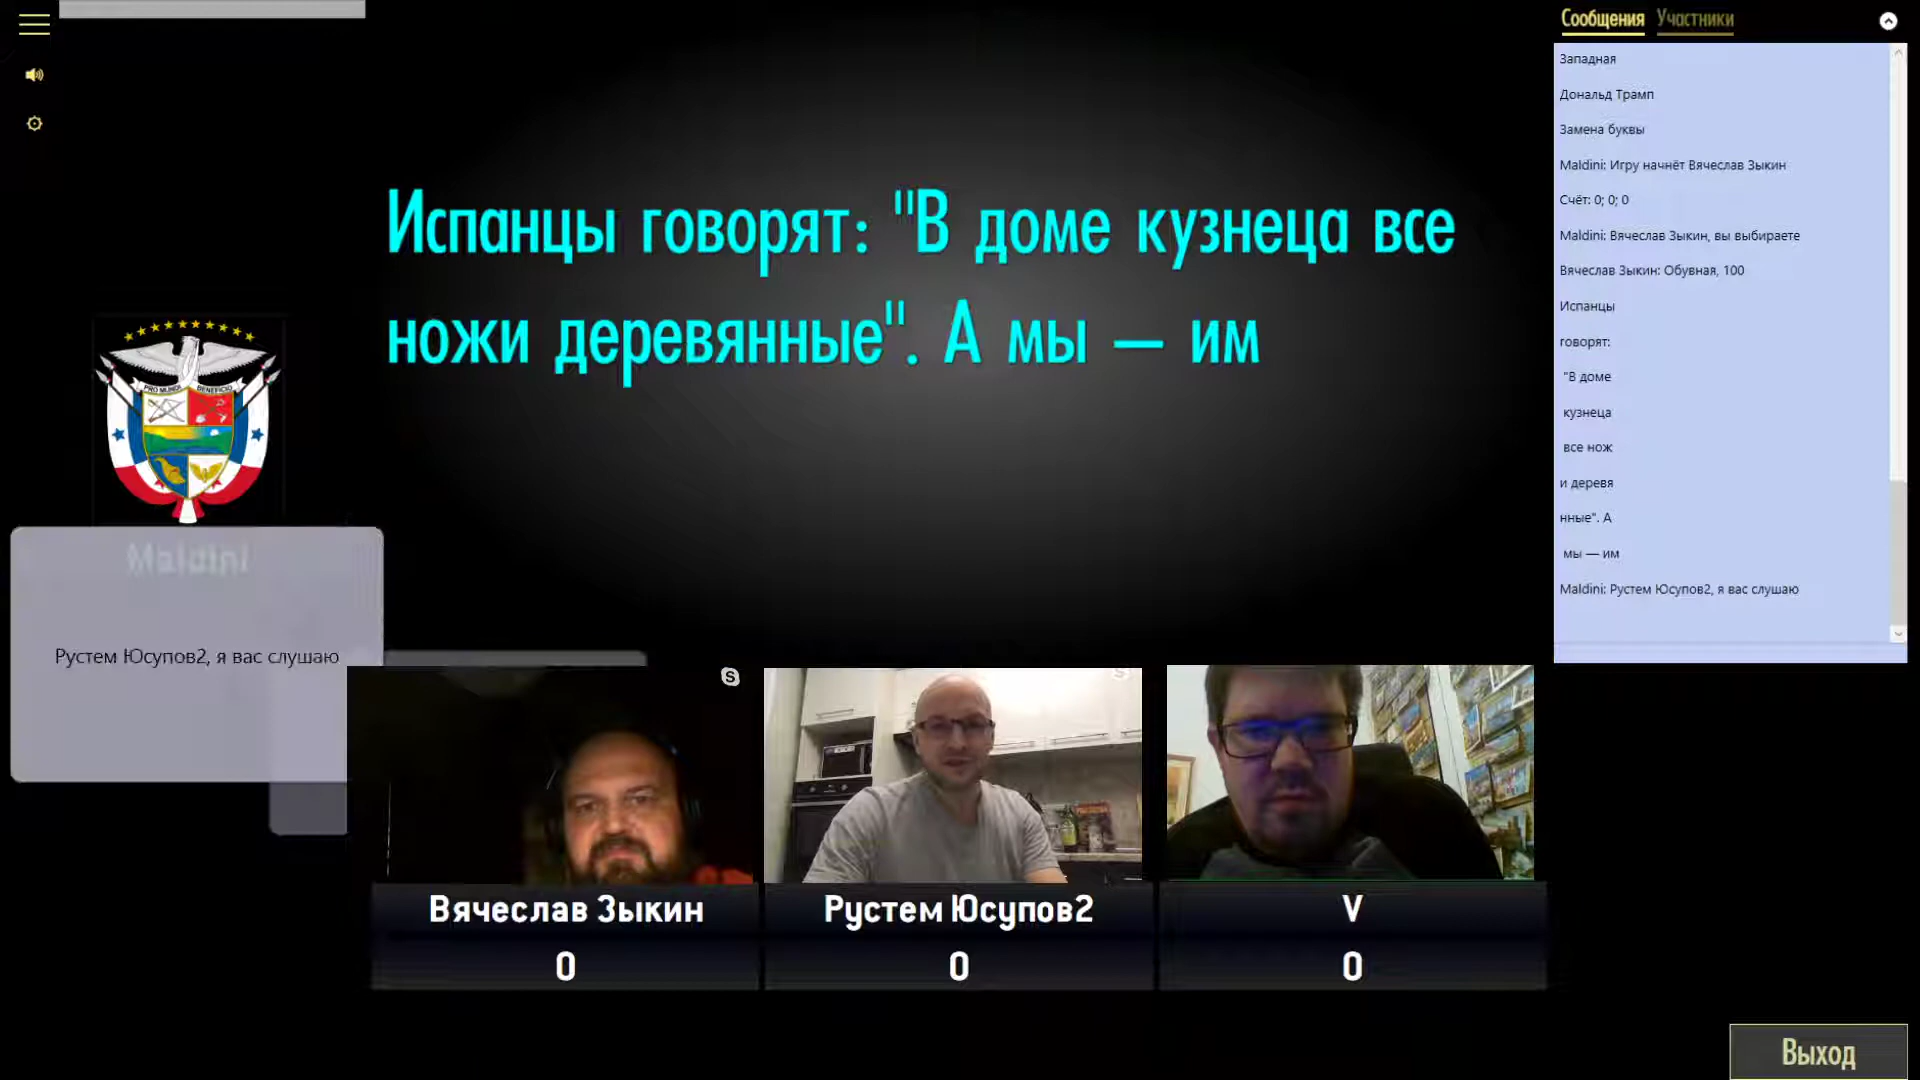 Сообщения Участники
Испанцы говорят: "В доме кузнеца все
ножи деревянные". А мы — им
Западная
Дональд Трамп
Замена буквы
Maldini: Игру начнёт Вячеслав Зыкин
Счёт: 0; 0; 0
Maldini: Вячеслав Зыкин, вы выбираете
Вячеслав Зыкин: Обувная, 100
Испанцы
говорят:
"В доме
кузнеца
все нож
и деревя
нные". А
мы — им
Maldini: Рустем Юсупов2, я вас слушаю
PRO MUNDI BENEFICIO
Maldini
Рустем Юсупов2, я вас слушаю
Вячеслав Зыкин
0
Рустем Юсупов2
0
V
0
Выход